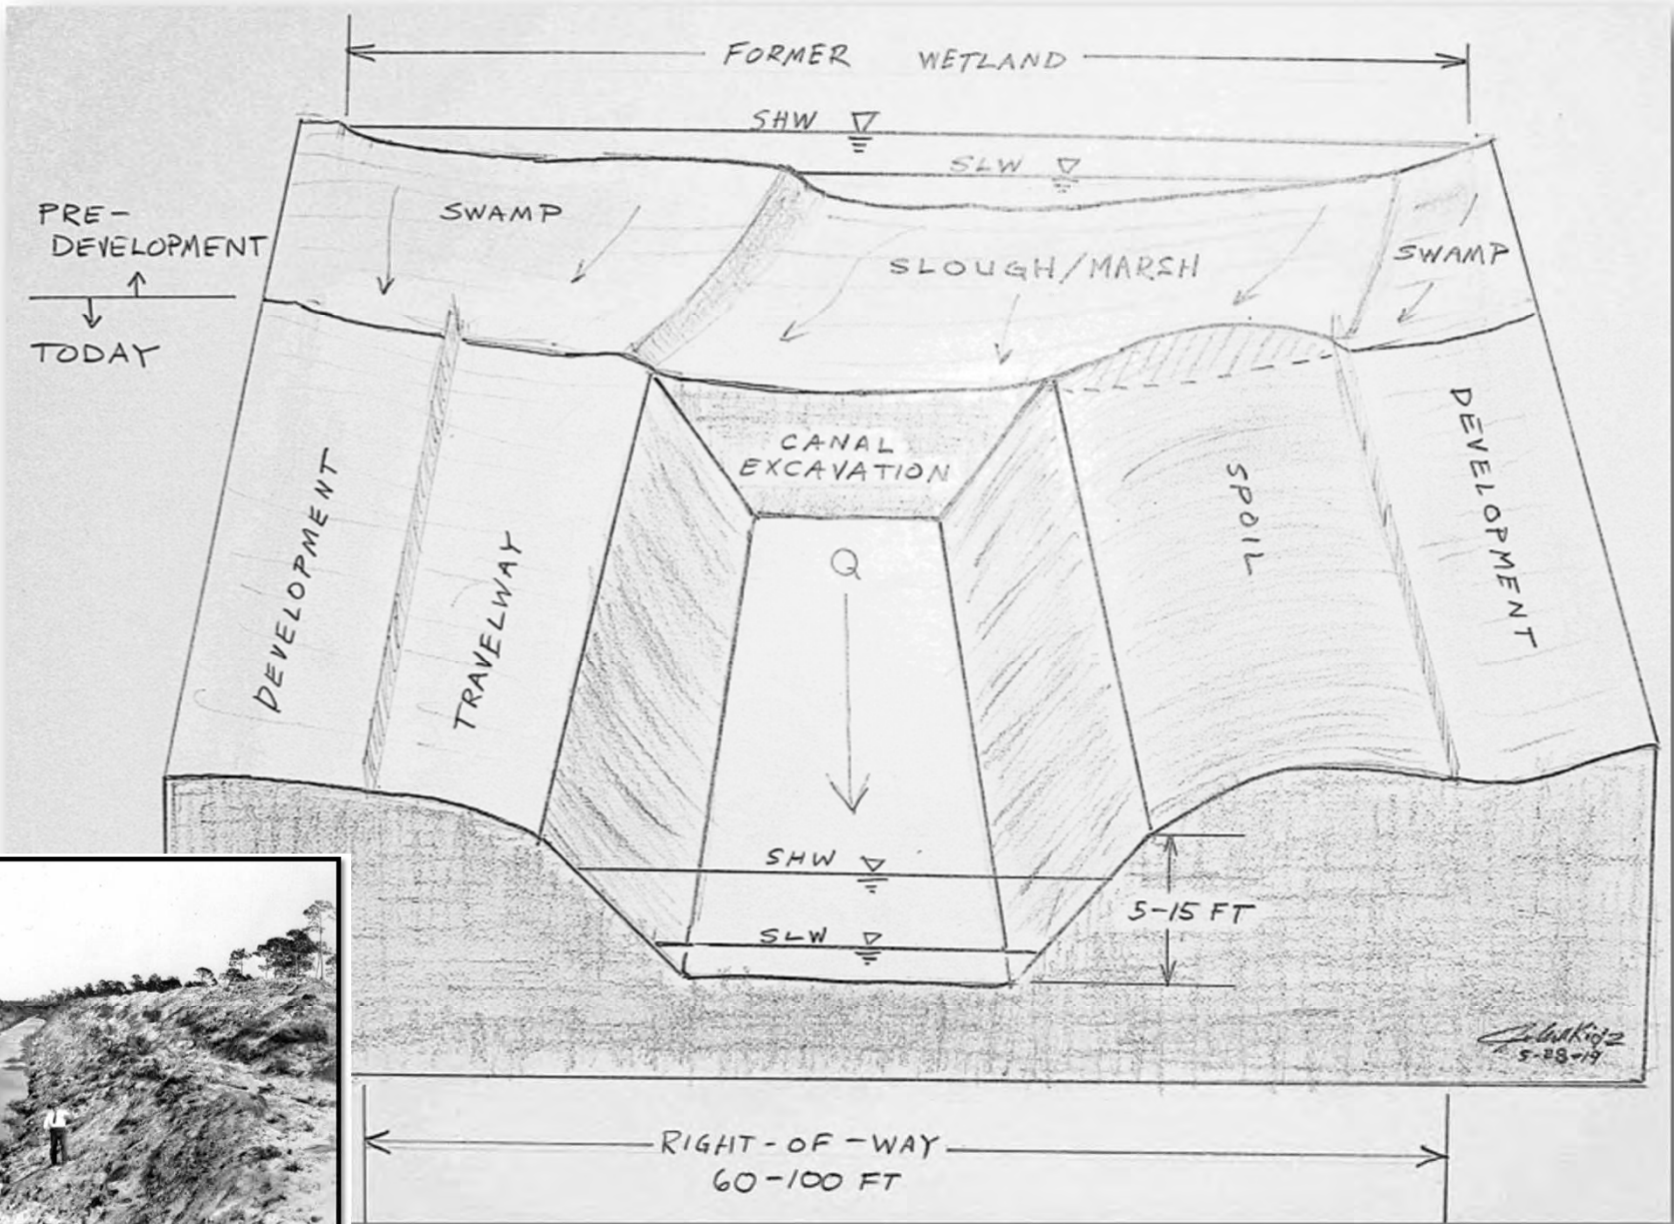 FORMER WETLAND
SHW
SLW
PRE-
DEVELOPMENT
TODAY
SWAMP
SLOUGH/MARSH
SWAMP
CANAL
EXCAVATION
DEVELOPMENT
TRAVELWAY
Q
SPOIL
DEVELOPMENT
SHW
SLW
5-15 FT
5-28-19
RIGHT-OF-WAY
60-100 FT